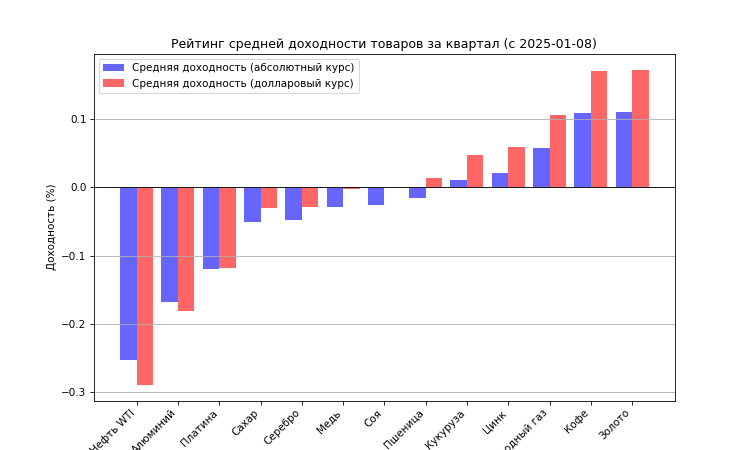 Рейтинг средней доходности товаров за квартал (с 2025-01-08)
Средняя доходность (абсолютный курс)
Средняя доходность (долларовый курс)
Доходность (%)
0.1
0.0
−0.1
−0.2
−0.3
Нефть WTI
Алюминий
Платина
Сахар
Серебро
Медь
Соя
Пшеница
Кукуруза
Цинк
газ
Кофе
Золото